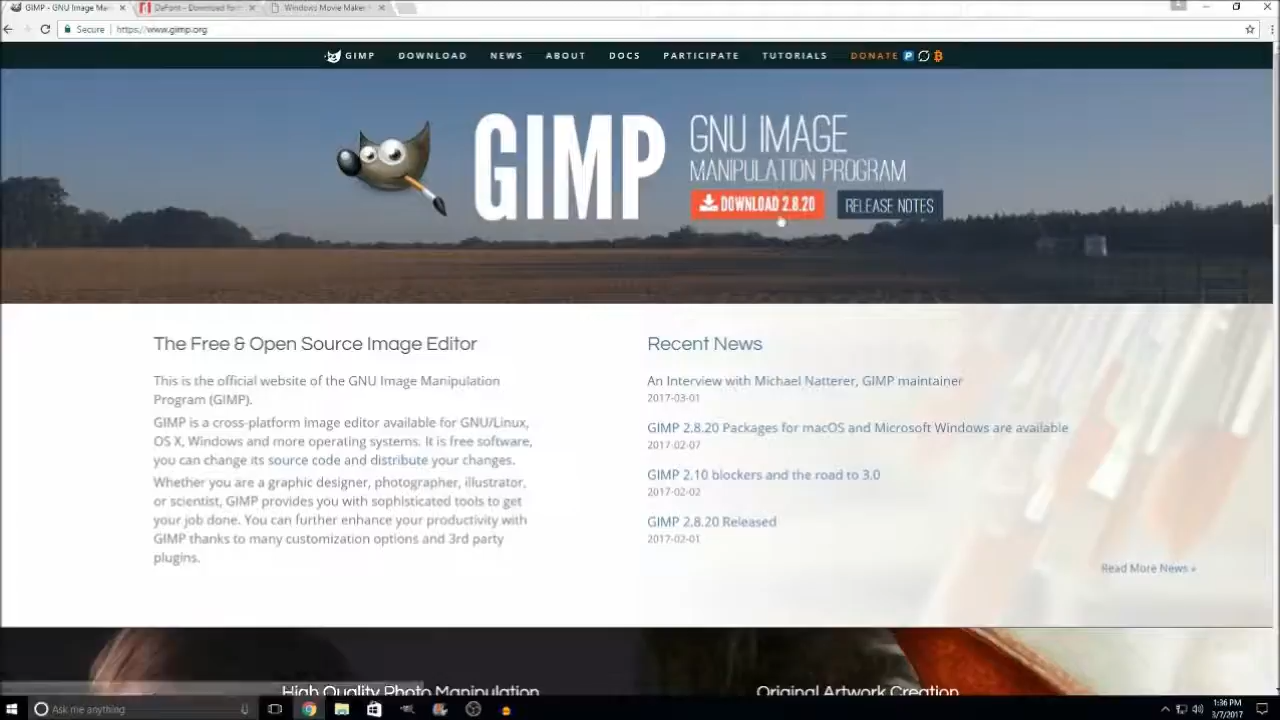 GIMP - GNU Image Ma
DaFont - Download fo
Windows Movie Maker
Secure
https://www.gimp.org
GIMP DOWNLOAD NEWS ABOUT DOCS PARTICIPATE TUTORIALS DONATE
GIMP
GNU IMAGE
MANIPULATION PROGRAM
DOWNLOAD 2.8.20
RELEASE NOTES
The Free & Open Source Image Editor
This is the official website of the GNU Image Manipulation
Program (GIMP).
GIMP is a cross-platform image editor available for GNU/Linux,
OS X, Windows and more operating systems. It is free software,
you can change its source code and distribute your changes.
Whether you are a graphic designer, photographer, illustrator,
or scientist, GIMP provides you with sophisticated tools to get
your job done. You can further enhance your productivity with
GIMP thanks to many customization options and 3rd party
plugins.
Recent News
An Interview with Michael Natterer, GIMP maintainer
2017-03-01
GIMP 2.8.20 Packages for macOS and Microsoft Windows are available
2017-02-07
GIMP 2.10 blockers and the road to 3.0
2017-02-02
GIMP 2.8.20 Released
2017-02-01
Read More News »
High Quality Photo Manipulation
Original Artwork Creation
Ask me anything
1:36 PM
3/7/2017